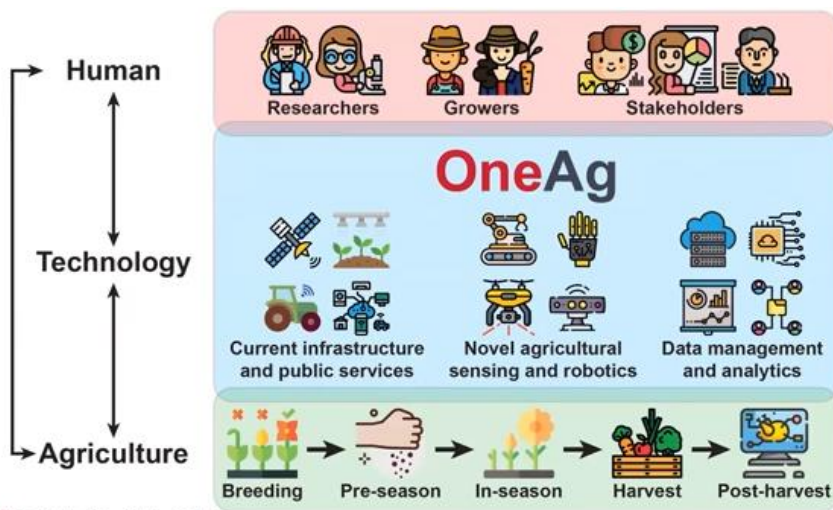 Human
Researchers
Growers
Stakeholders
OneAg
Technology
Current infrastructure
and public services
Novel agricultural
sensing and robotics
Data management
and analytics
Agriculture
Breeding
Pre-season
In-season
Harvest
Post-harvest